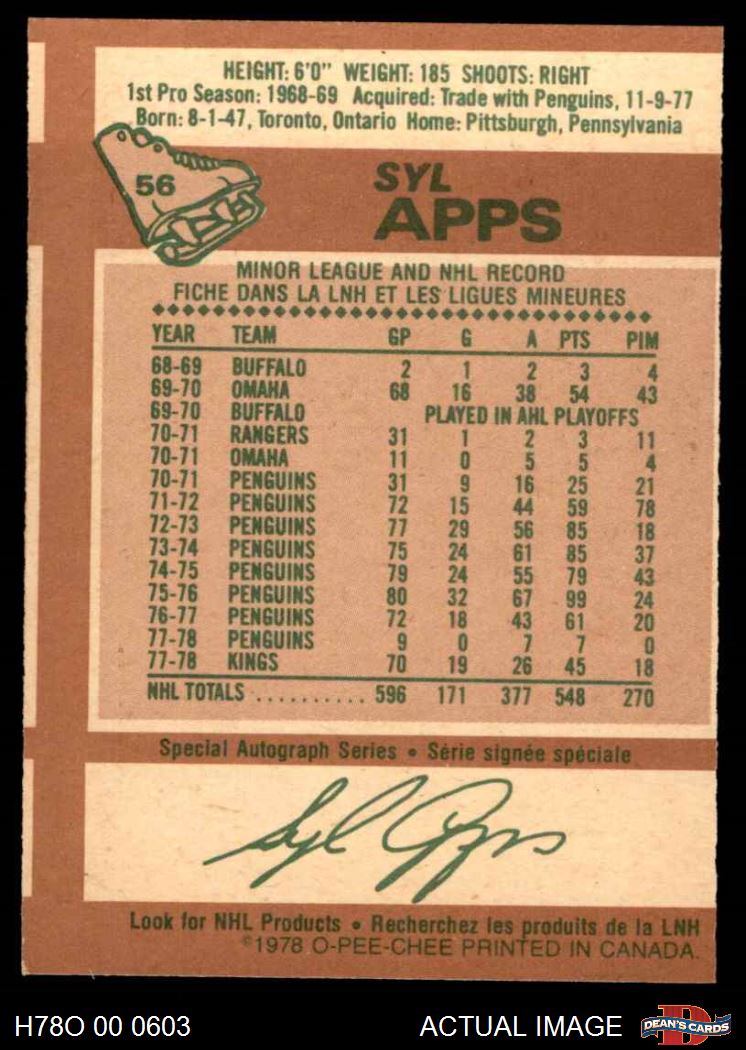 HEIGHT: 6'0" WEIGHT: 185 SHOOTS: RIGHT
1st Pro Season: 1968-69 Acquired: Trade with Penguins, 11-9-77
Born: 8-1-47, Toronto, Ontario Home: Pittsburgh, Pennsylvania
56
SYL
APPS
MINOR LEAGUE AND NHL RECORD
FICHE DANS LA LNH ET LES LIGUES MINEURES
YEAR TEAM GP G A PTS PIM
68-69 BUFFALO 2 1 2 3 4
69-70 OMAHA 68 16 38 54 43
69-70 BUFFALO PLAYED IN AHL PLAYOFFS
70-71 RANGERS 31 1 2 3 11
70-71 OMAHA 11 0 5 5 4
70-71 PENGUINS 31 9 16 25 21
71-72 PENGUINS 72 15 44 59 78
72-73 PENGUINS 77 29 56 85 18
73-74 PENGUINS 75 24 61 85 37
74-75 PENGUINS 79 24 55 79 43
75-76 PENGUINS 80 32 67 99 24
76-77 PENGUINS 72 18 43 61 20
77-78 PENGUINS 9 0 7 7 0
77-78 KINGS 70 19 26 45 18
NHL TOTALS .......... 596 171 377 548 270
Special Autograph Series • Série signée spéciale
Syl Apps
Look for NHL Products • Recherchez les produits de la LNH
©1978 O-PEE-CHEE PRINTED IN CANADA.
H78O 00 0603 ACTUAL IMAGE DEAN'S CARDS